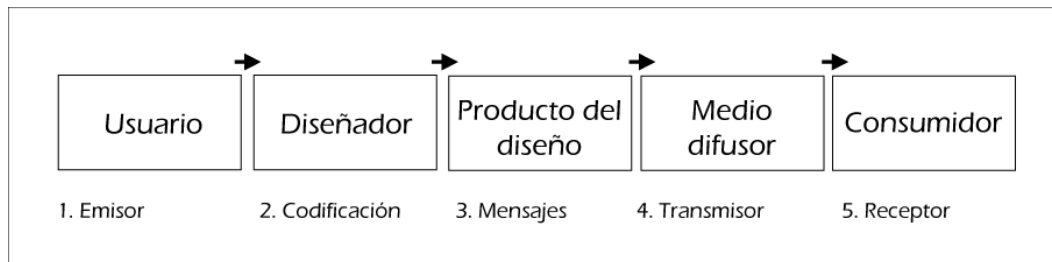 Usuario
Diseñador
Producto del
diseño
Medio
difusor
Consumidor
1. Emisor
2. Codificación
3. Mensajes
4. Transmisor
5. Receptor